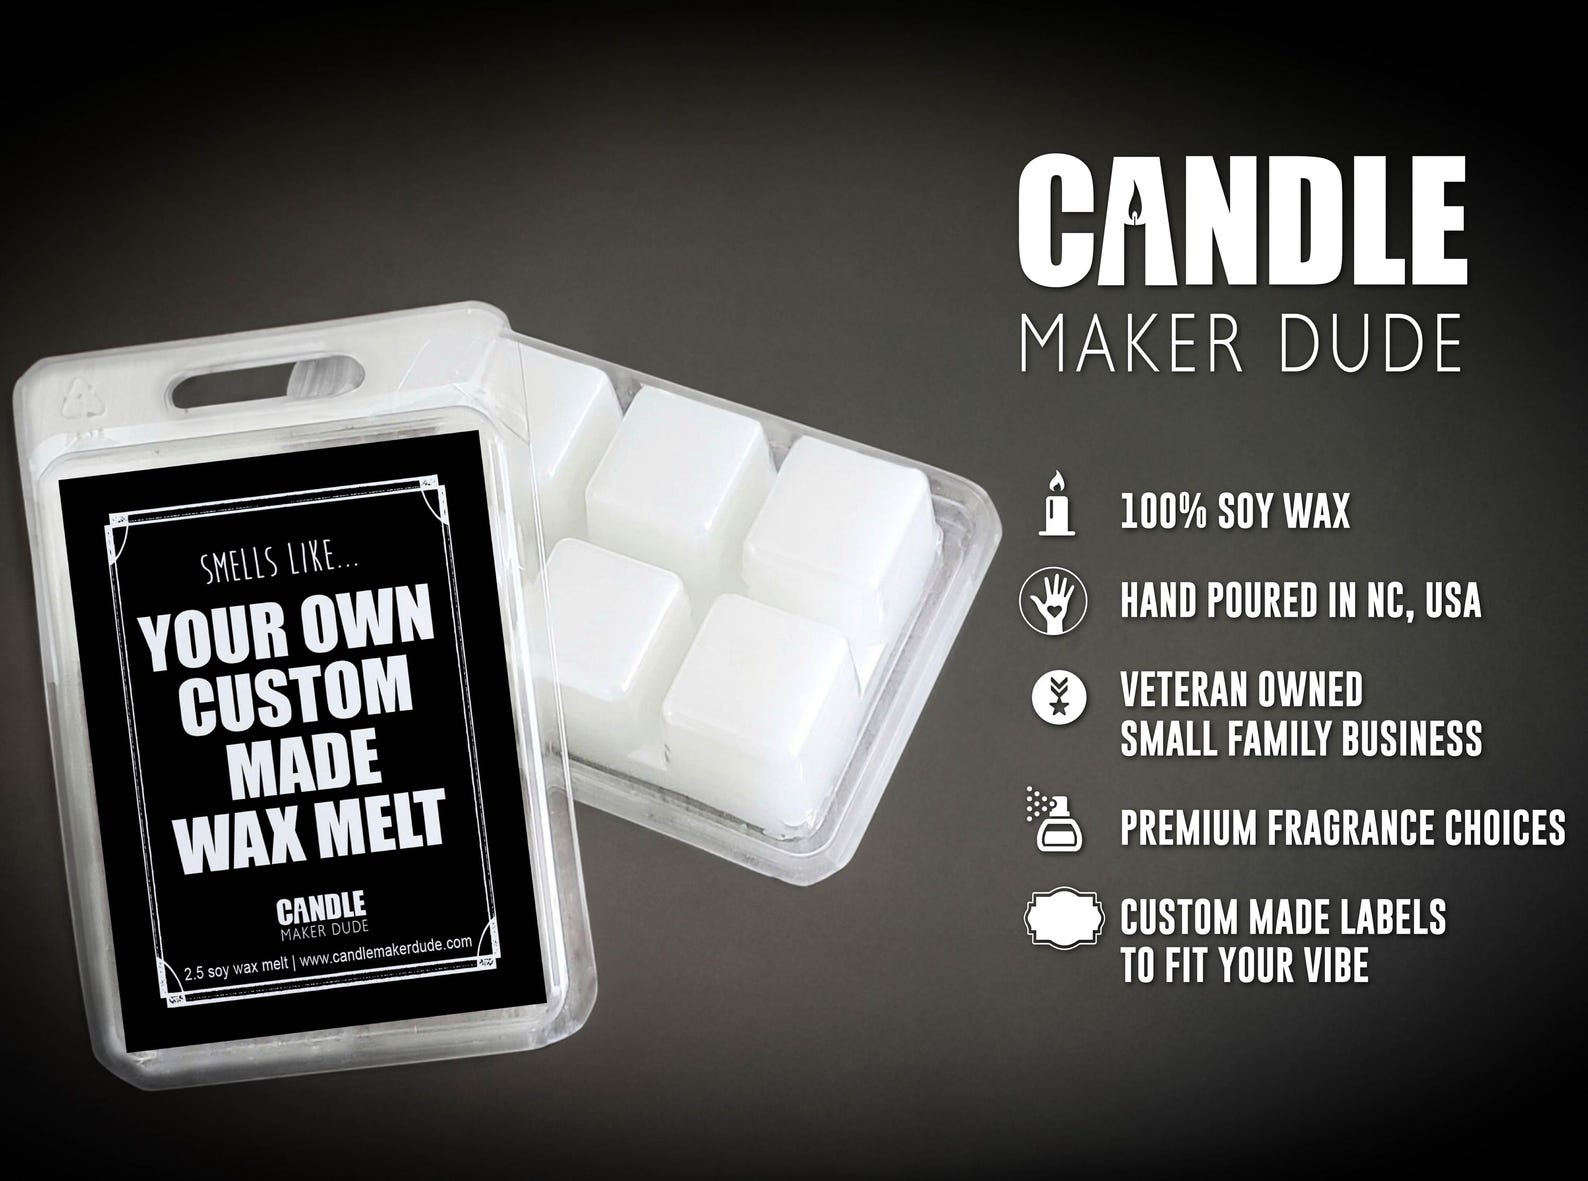 SMELLS LIKE...
YOUR OWN
CUSTOM
MADE
WAX MELT
CANDLE
MAKER DUDE
2.5 soy wax melt | www.candlemakerdude.com
CANDLE
MAKER DUDE
100% SOY WAX
HAND POURED IN NC, USA
VETERAN OWNED
SMALL FAMILY BUSINESS
PREMIUM FRAGRANCE CHOICES
CUSTOM MADE LABELS
TO FIT YOUR VIBE